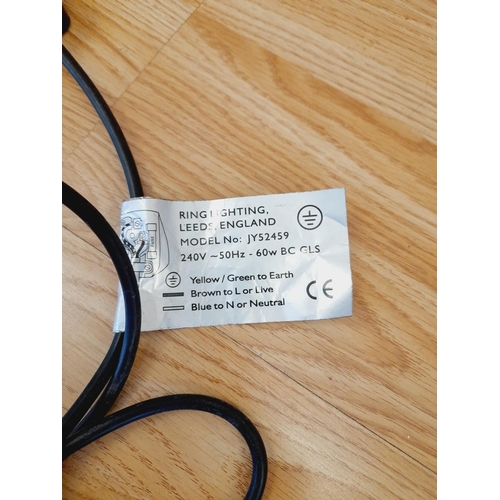 RING LIGHTING,
LEEDS, ENGLAND
MODEL No: JY52459
240V ~50Hz - 60w BC GLS
Yellow / Green to Earth
Brown to L or Live
Blue to N or Neutral
CE